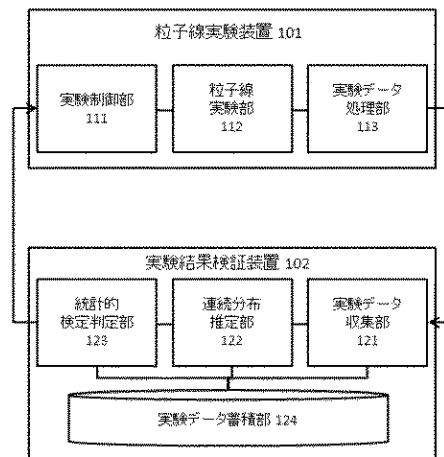 粒子線実験装置 101
実験制御部
111
粒子線
実験部
112
実験データ
処理部
113
実験結果検証装置 102
統計的
検定判定部
123
連続分布
推定部
122
実験データ
収集部
121
実験データ蓄積部 124